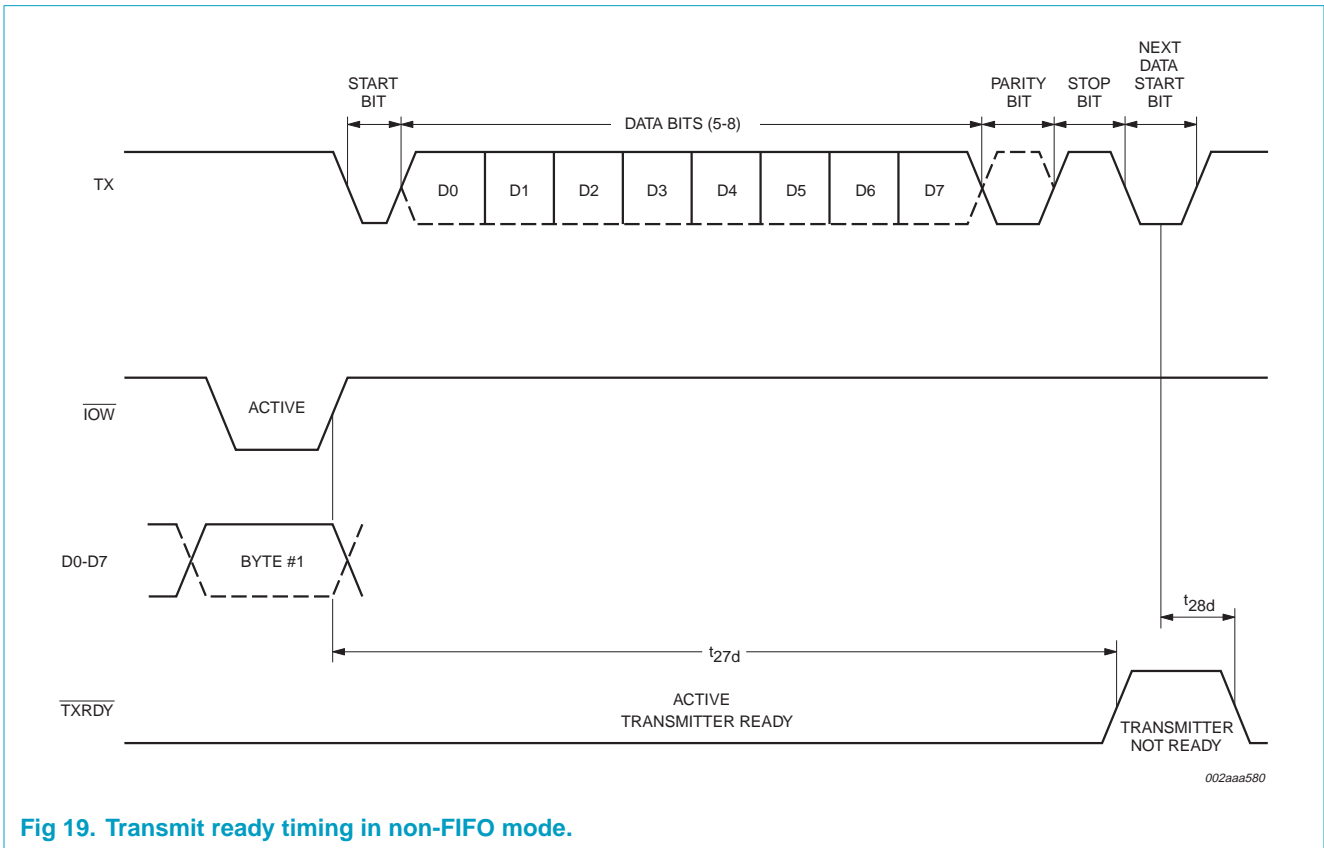 NEXT
DATA
START
BIT
START
BIT
PARITY
BIT
STOP
BIT
DATA BITS (5-8)
TX
D0 D1 D2 D3 D4 D5 D6 D7
IOW
ACTIVE
D0-D7
BYTE #1
t28d
t27d
TXRDY
ACTIVE
TRANSMITTER READY
TRANSMITTER
NOT READY
002aaa580
Fig 19. Transmit ready timing in non-FIFO mode.